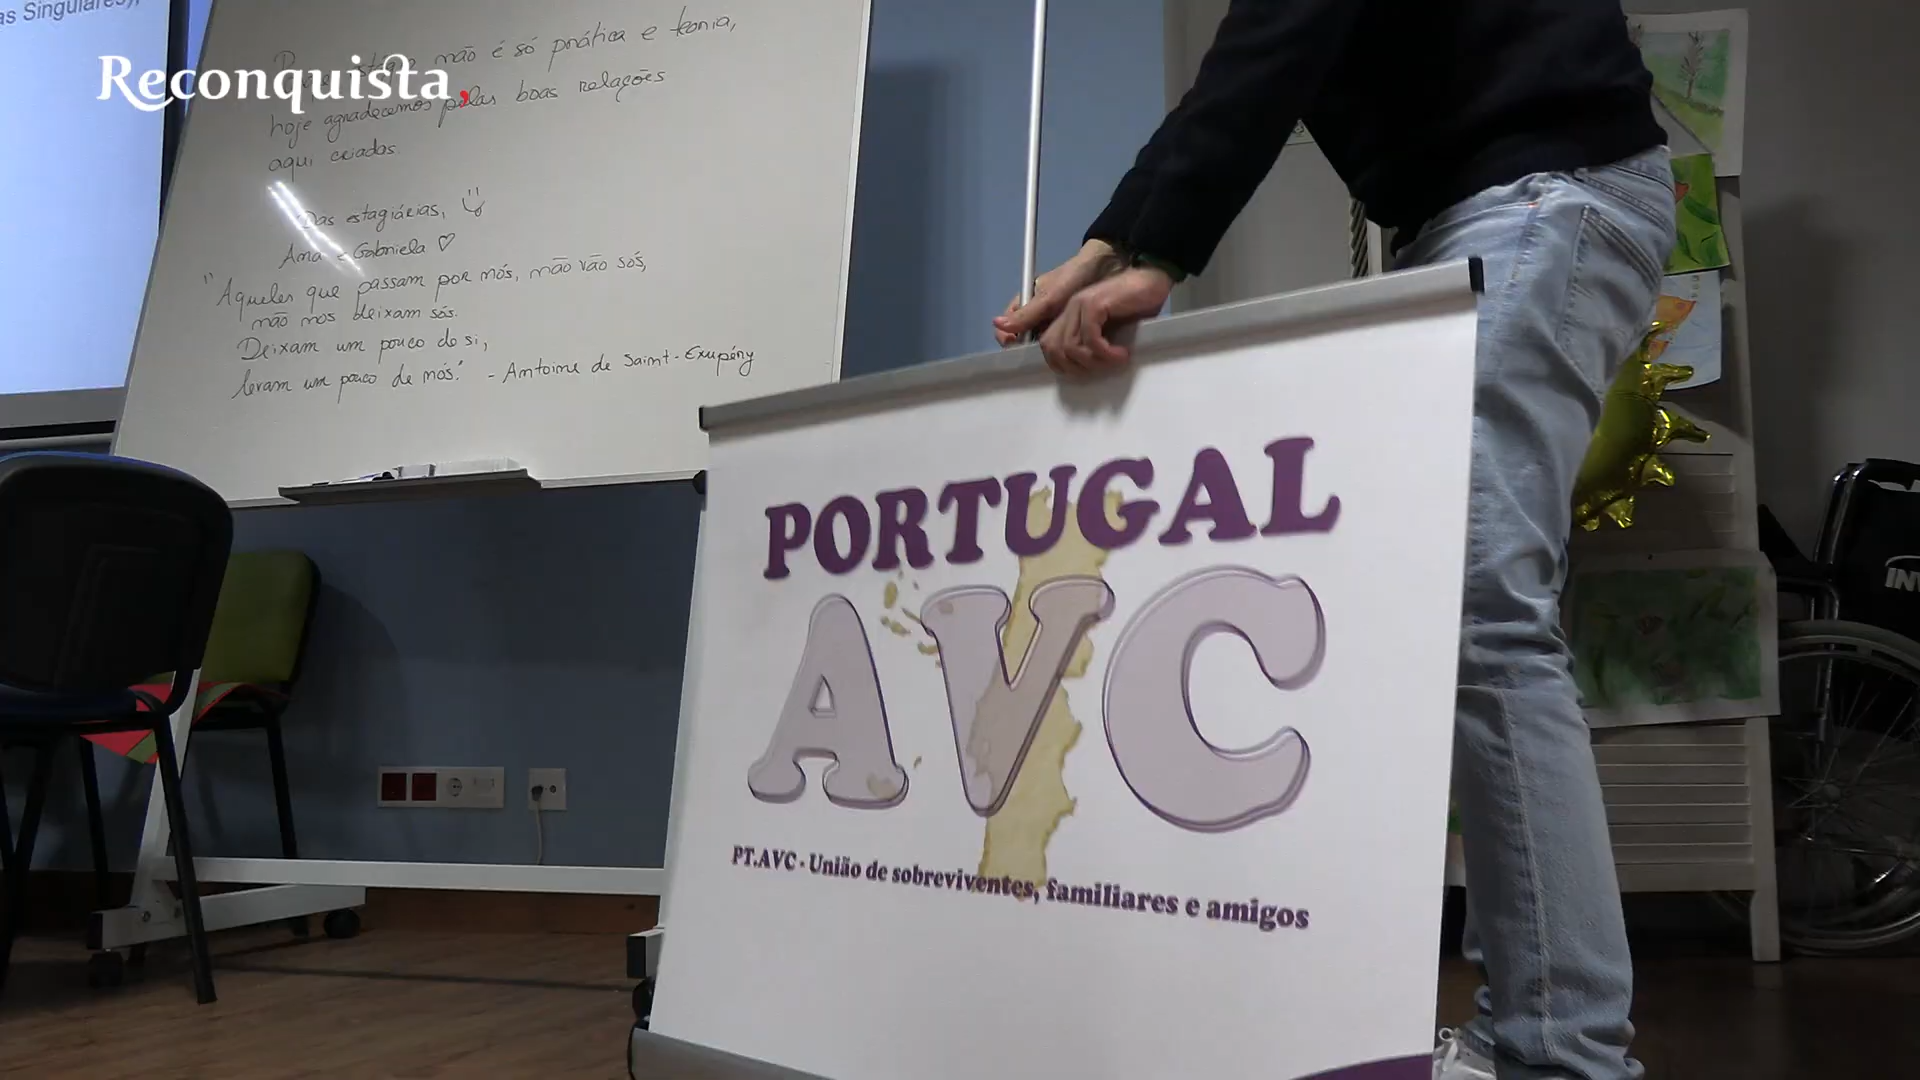 as Singulares),
Reconquista,
não é só prática e teoria,
hoje agradecemos pelas boas relações
aqui criadas.
Das estagiárias,
Ana e Gabriela ♡
"Aqueles que passam por nós, não vão sós,
não nos deixam sós.
Deixam um pouco de si,
levam um pouco de nós." - Antoine de Saint-Exupéry
PORTUGAL
AVC
PT.AVC - União de sobreviventes, familiares e amigos